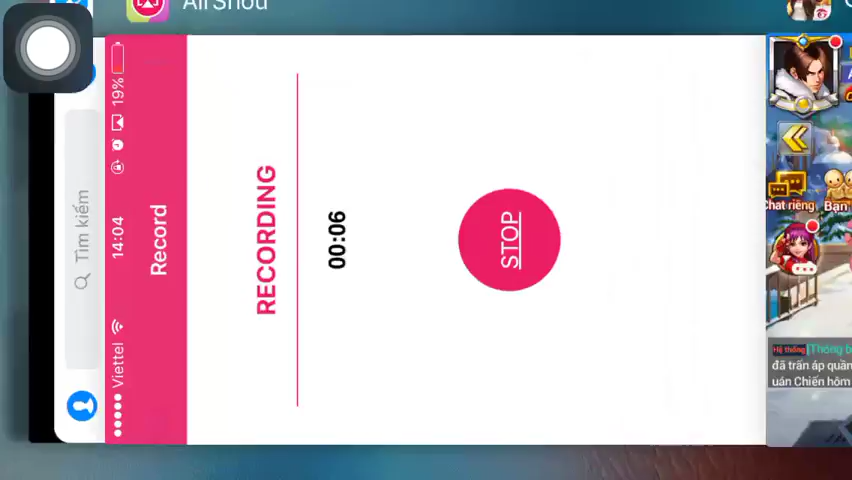 AirShou
Tìm kiếm
Viettel
14:04
19%
Record
RECORDING
00:06
STOP
Chat riêng
Bạn
Hệ thống
đã trấn áp quân
uán Chiến hôm